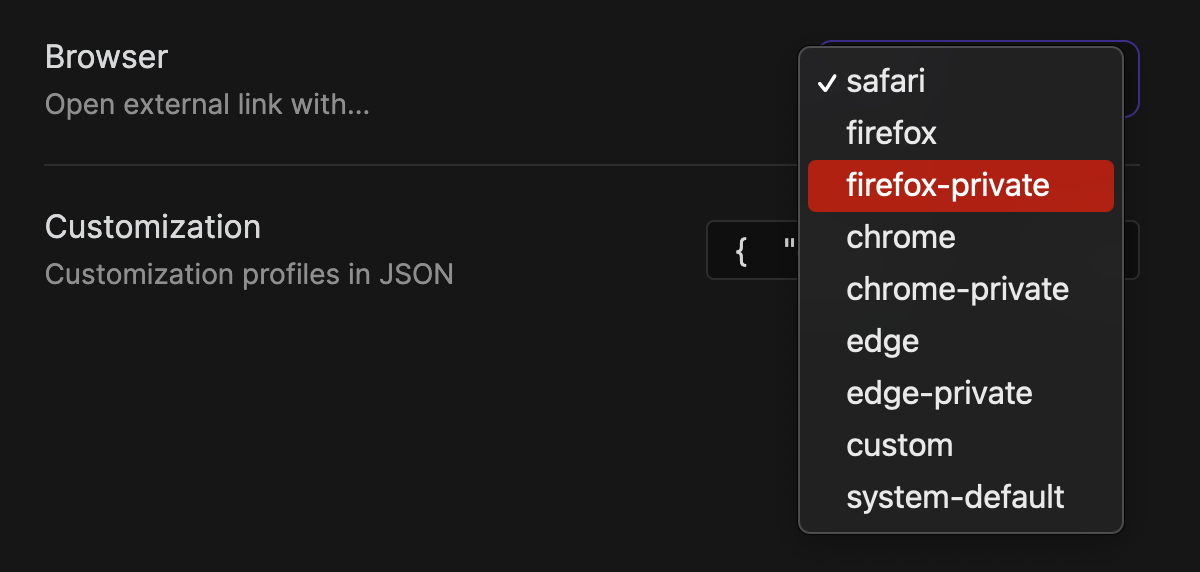 Browser
Open external link with...
✓ safari
firefox
firefox-private
chrome
chrome-private
edge
edge-private
custom
system-default
Customization
Customization profiles in JSON
{ "